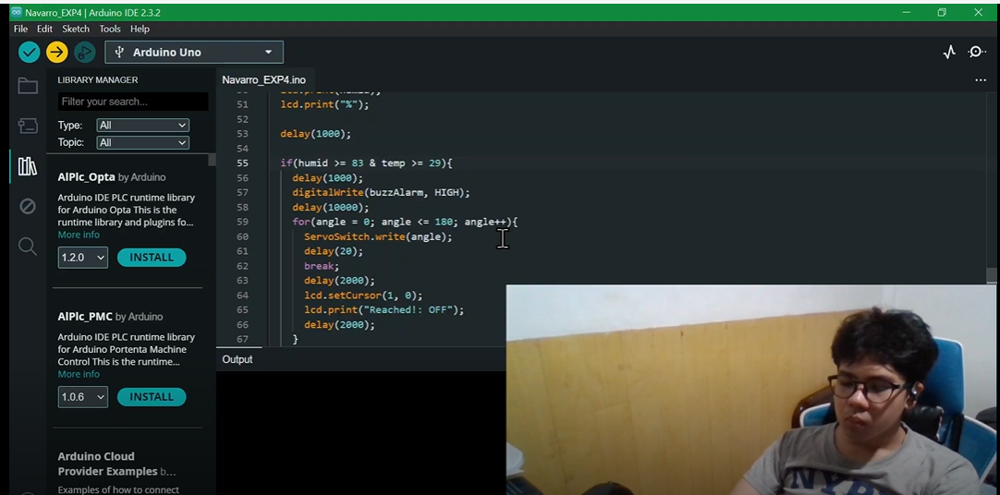 Navarro_EXP4 | Arduino IDE 2.3.2
File Edit Sketch Tools Help
Arduino Uno
LIBRARY MANAGER
Filter your search...
Type: All
Topic: All
AlPlc_Opta by Arduino
Arduino IDE PLC runtime library
for Arduino Opta This is the
runtime library and plugins fo...
More info
1.2.0 INSTALL
AlPlc_PMC by Arduino
Arduino IDE PLC runtime library
for Arduino Portenta Machine
Control This is the runtime...
More info
1.0.6 INSTALL
Arduino Cloud
Provider Examples b...
Examples of how to connect
Navarro_EXP4.ino
51 lcd.print("%");
52
53 delay(1000);
54
55 if(humid >= 83 & temp >= 29){
56 delay(1000);
57 digitalWrite(buzzAlarm, HIGH);
58 delay(10000);
59 for(angle = 0; angle <= 180; angle++){
60 ServoSwitch.write(angle);
61 delay(20);
62 break;
63 delay(2000);
64 lcd.setCursor(1, 0);
65 lcd.print("Reached!: OFF");
66 delay(2000);
67 }
Output